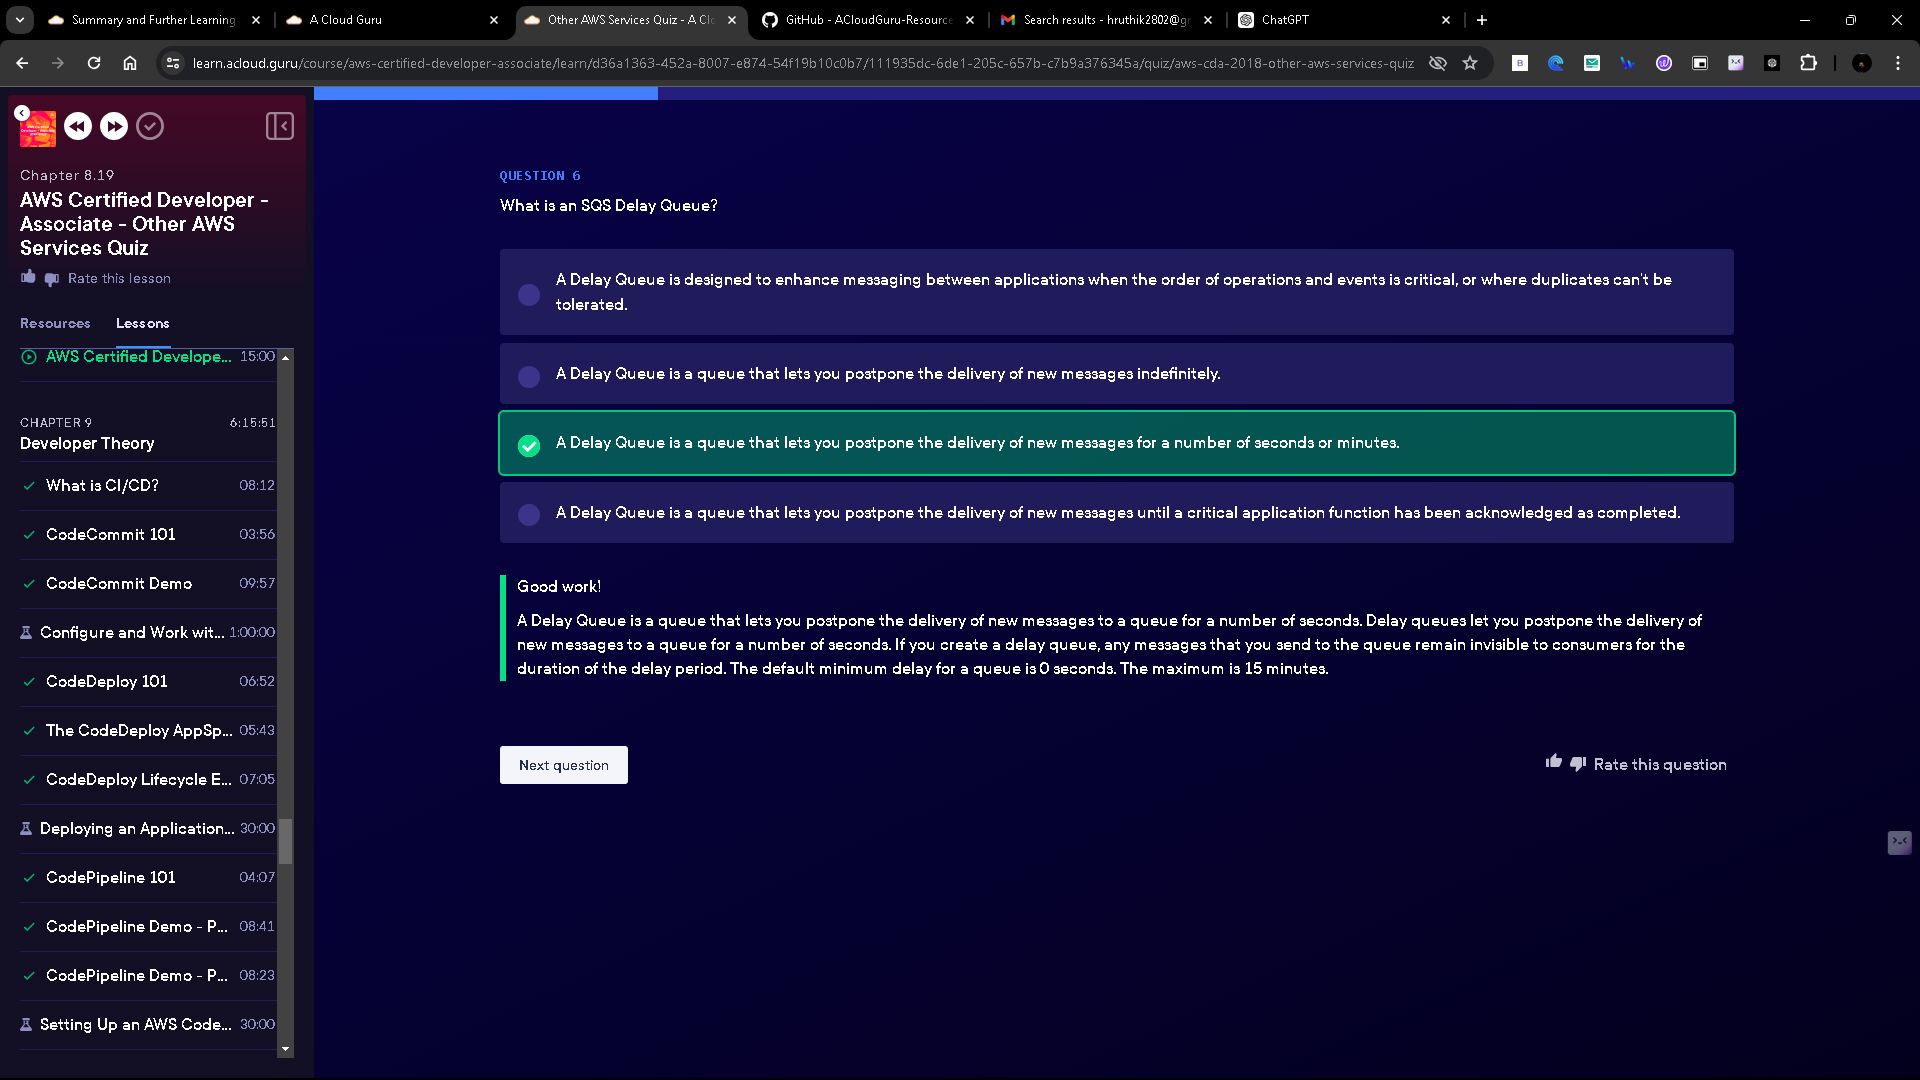 Summary and Further Learning
A Cloud Guru
Other AWS Services Quiz - A Cl
GitHub - ACloudGuru-Resource
Search results - hruthik2802@gr
ChatGPT
learn.acloud.guru/course/aws-certified-developer-associate/learn/d36a1363-452a-8007-e874-54f19b10c0b7/111935dc-6de1-205c-657b-c7b9a376345a/quiz/aws-cda-2018-other-aws-services-quiz
Chapter 8.19
AWS Certified Developer -
Associate - Other AWS
Services Quiz
Rate this lesson
Resources Lessons
AWS Certified Develope... 15:00
CHAPTER 9 6:15:51
Developer Theory
What is CI/CD? 08:12
CodeCommit 101 03:56
CodeCommit Demo 09:57
Configure and Work wit... 1:00:00
CodeDeploy 101 06:52
The CodeDeploy AppSp... 05:43
CodeDeploy Lifecycle E... 07:05
Deploying an Application... 30:00
CodePipeline 101 04:07
CodePipeline Demo - P... 08:41
CodePipeline Demo - P... 08:23
Setting Up an AWS Code... 30:00
QUESTION 6
What is an SQS Delay Queue?
A Delay Queue is designed to enhance messaging between applications when the order of operations and events is critical, or where duplicates can't be
tolerated.
A Delay Queue is a queue that lets you postpone the delivery of new messages indefinitely.
A Delay Queue is a queue that lets you postpone the delivery of new messages for a number of seconds or minutes.
A Delay Queue is a queue that lets you postpone the delivery of new messages until a critical application function has been acknowledged as completed.
Good work!
A Delay Queue is a queue that lets you postpone the delivery of new messages to a queue for a number of seconds. Delay queues let you postpone the delivery of
new messages to a queue for a number of seconds. If you create a delay queue, any messages that you send to the queue remain invisible to consumers for the
duration of the delay period. The default minimum delay for a queue is 0 seconds. The maximum is 15 minutes.
Next question
Rate this question